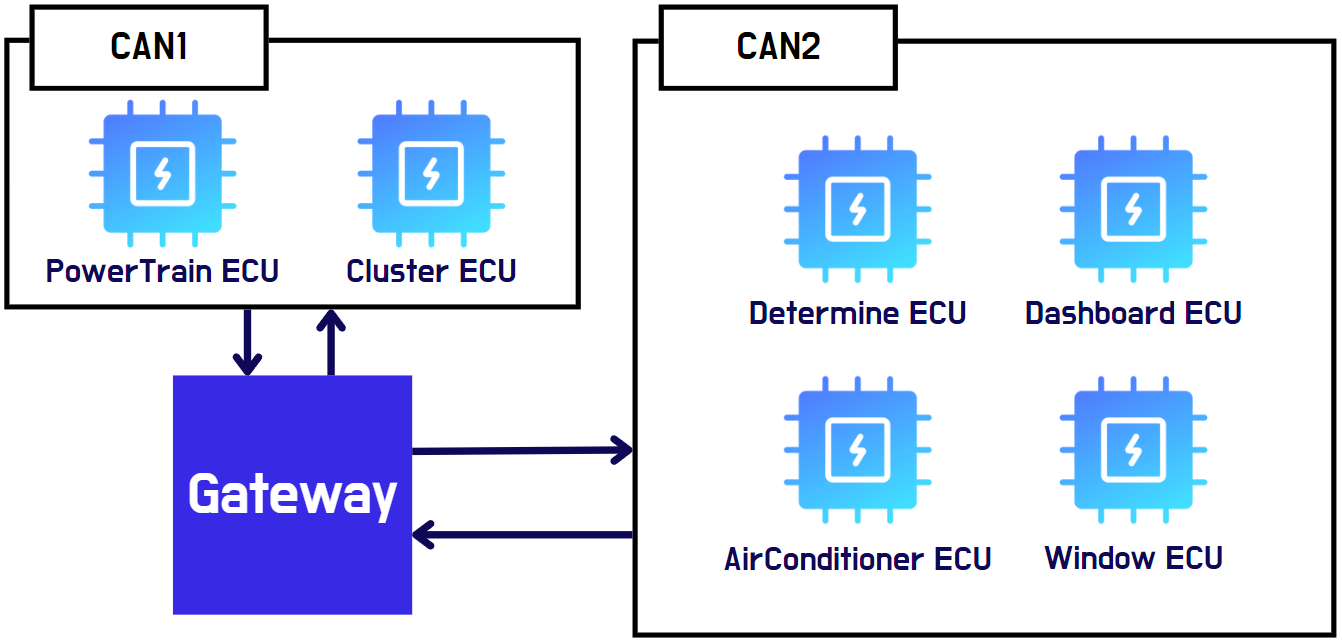 CAN1
PowerTrain ECU
Cluster ECU
CAN2
Determine ECU
Dashboard ECU
AirConditioner ECU
Window ECU
Gateway